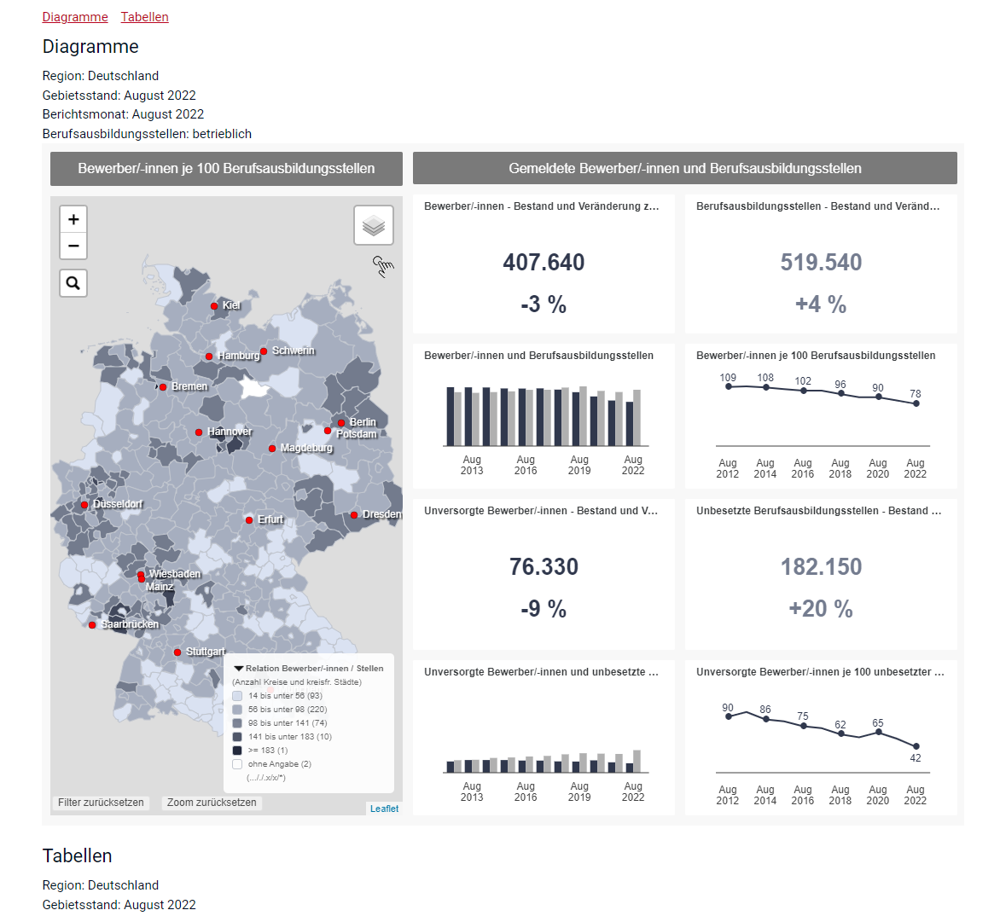 Diagramme Tabellen
Diagramme
Region: Deutschland
Gebietsstand: August 2022
Berichtsmonat: August 2022
Berufsausbildungsstellen: betrieblich
Bewerber/-innen je 100 Berufsausbildungsstellen
+
−
Kiel
Hamburg
Schwerin
Bremen
Berlin
Potsdam
Hannover
Magdeburg
Düsseldorf
Erfurt
Dresden
Wiesbaden
Mainz
Saarbrücken
Stuttgart
Relation Bewerber/-innen / Stellen
(Anzahl Kreise und kreisfr. Städte)
14 bis unter 56 (93)
56 bis unter 98 (220)
98 bis unter 141 (74)
141 bis unter 183 (10)
>= 183 (1)
ohne Angabe (2)
(.../././x/x/*)
Filter zurücksetzen Zoom zurücksetzen
Leaflet
Gemeldete Bewerber/-innen und Berufsausbildungsstellen
Bewerber/-innen - Bestand und Veränderung z...
407.640
-3 %
Berufsausbildungsstellen - Bestand und Veränd...
519.540
+4 %
Bewerber/-innen und Berufsausbildungsstellen
Aug Aug Aug Aug
2013 2016 2019 2022
Bewerber/-innen je 100 Berufsausbildungsstellen
109 108 102 96 90 78
Aug Aug Aug Aug Aug Aug
2012 2014 2016 2018 2020 2022
Unversorgte Bewerber/-innen - Bestand und V...
76.330
-9 %
Unbesetzte Berufsausbildungsstellen - Bestand ...
182.150
+20 %
Unversorgte Bewerber/-innen und unbesetzte ...
Aug Aug Aug Aug
2013 2016 2019 2022
Unversorgte Bewerber/-innen je 100 unbesetzter ...
90 86 75 62 65 42
Aug Aug Aug Aug Aug Aug
2012 2014 2016 2018 2020 2022
Tabellen
Region: Deutschland
Gebietsstand: August 2022